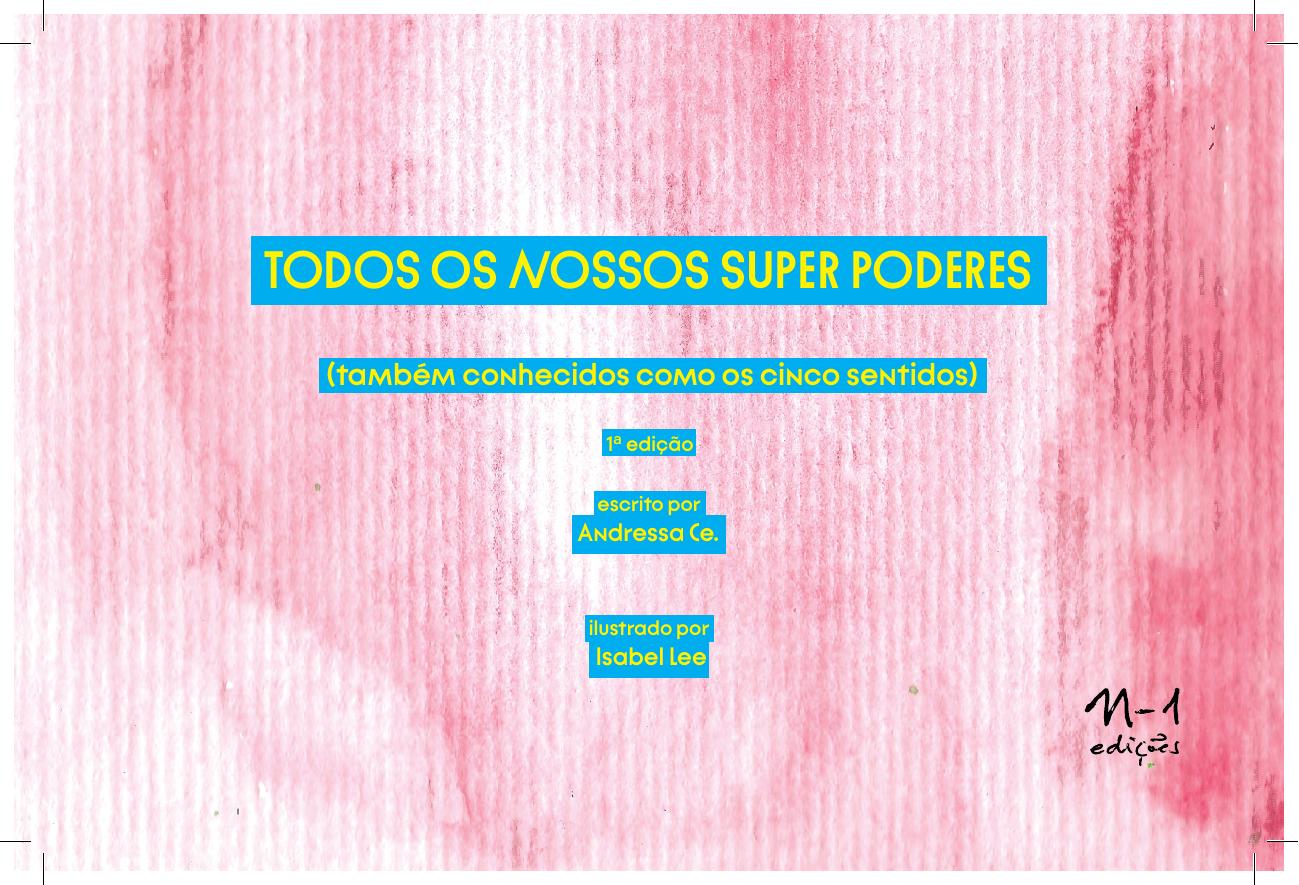 TODOS OS NOSSOS SUPER PODERES
(também conhecidos como os cinco sentidos)
1ª edição
escrito por
Andressa Ce.
ilustrado por
Isabel Lee
n-1
edições